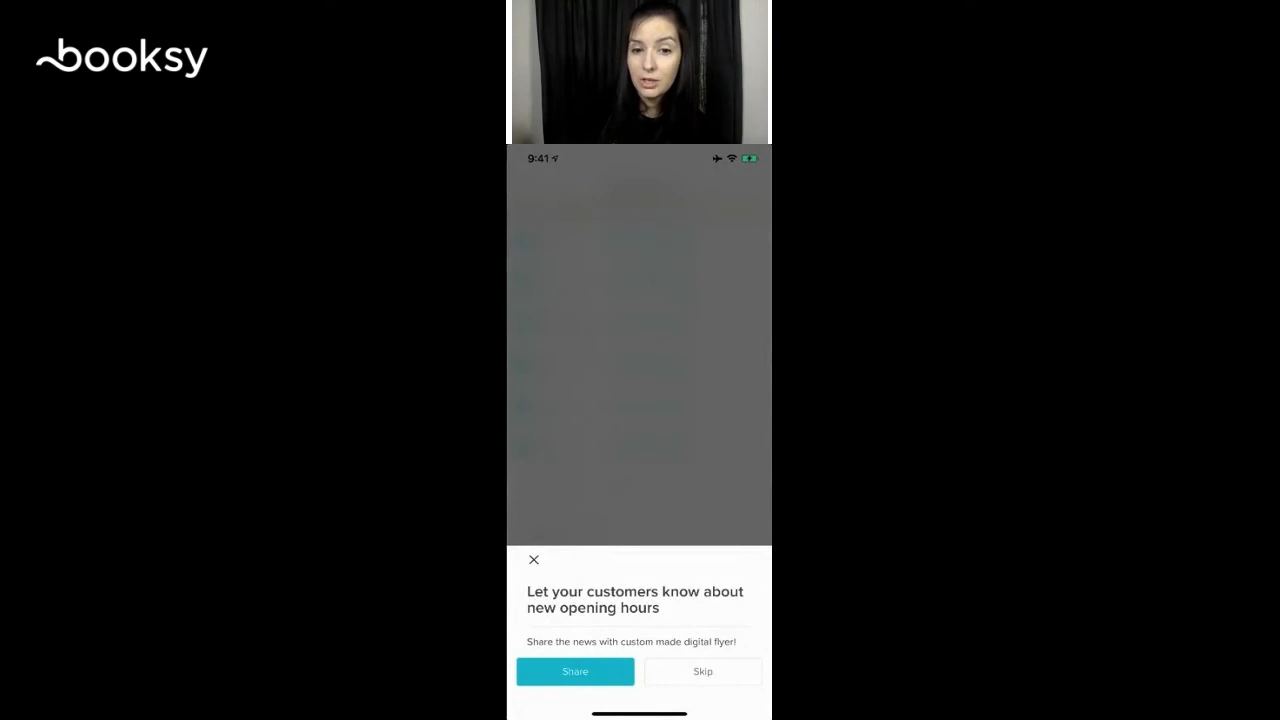 booksy
9:41
Let your customers know about
new opening hours
Share the news with custom made digital flyer!
Share
Skip